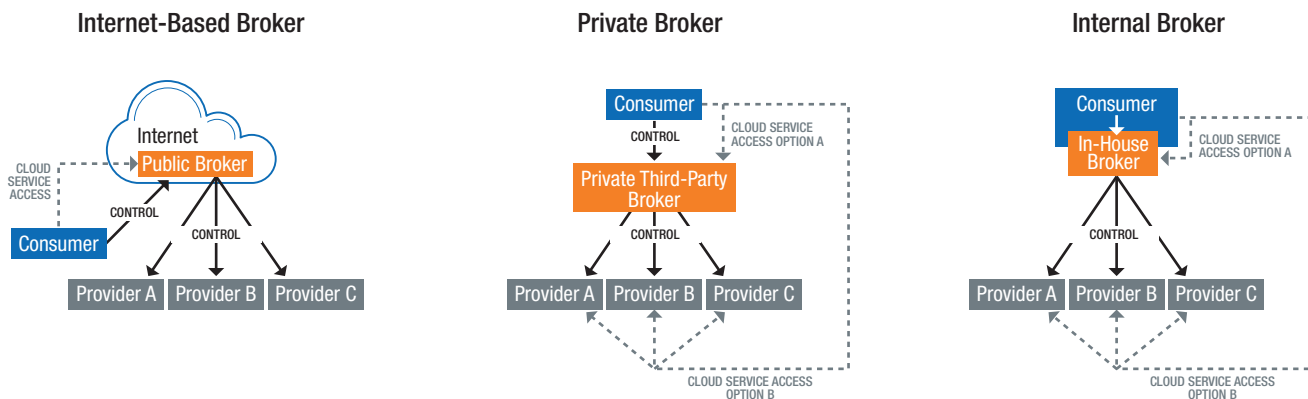 Internet-Based Broker
Internet
Public Broker
CLOUD
SERVICE
ACCESS
CONTROL
Consumer
CONTROL
Provider A
Provider B
Provider C
Private Broker
Consumer
CONTROL
CLOUD SERVICE
ACCESS OPTION A
Private Third-Party
Broker
CONTROL
Provider A
Provider B
Provider C
CLOUD SERVICE ACCESS
OPTION B
Internal Broker
Consumer
In-House
Broker
CLOUD SERVICE
ACCESS OPTION A
CONTROL
Provider A
Provider B
Provider C
CLOUD SERVICE ACCESS
OPTION B